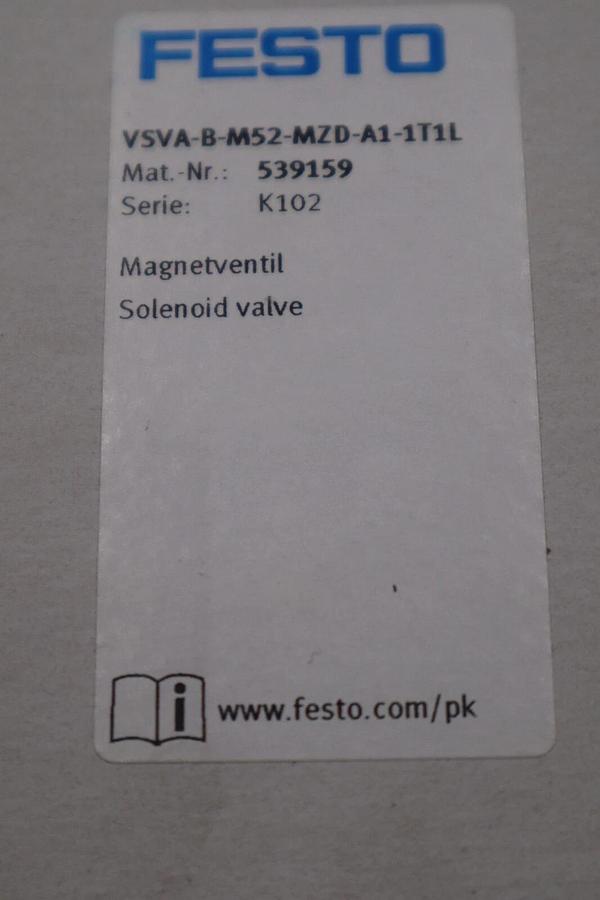 FESTO
VSVA-B-M52-MZD-A1-1T1L
Mat.-Nr.: 539159
Serie: K102
Magnetventil
Solenoid valve
i www.festo.com/pk